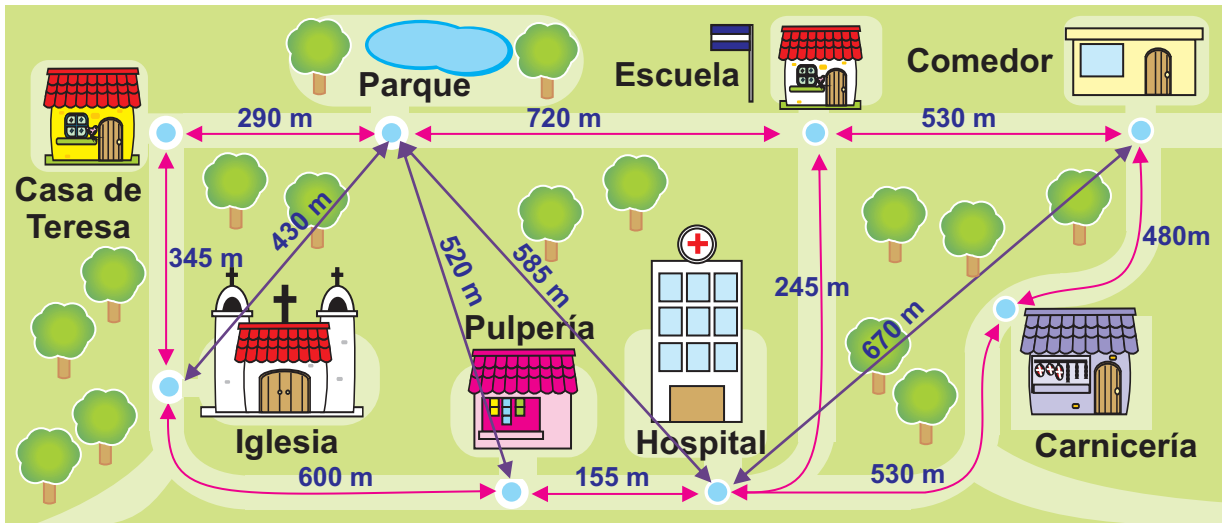 Parque
Escuela
Comedor
290 m
720 m
530 m
Casa de
Teresa
430 m
345 m
520 m
585 m
245 m
480m
670 m
Pulpería
Iglesia
Hospital
Carnicería
600 m
155 m
530 m